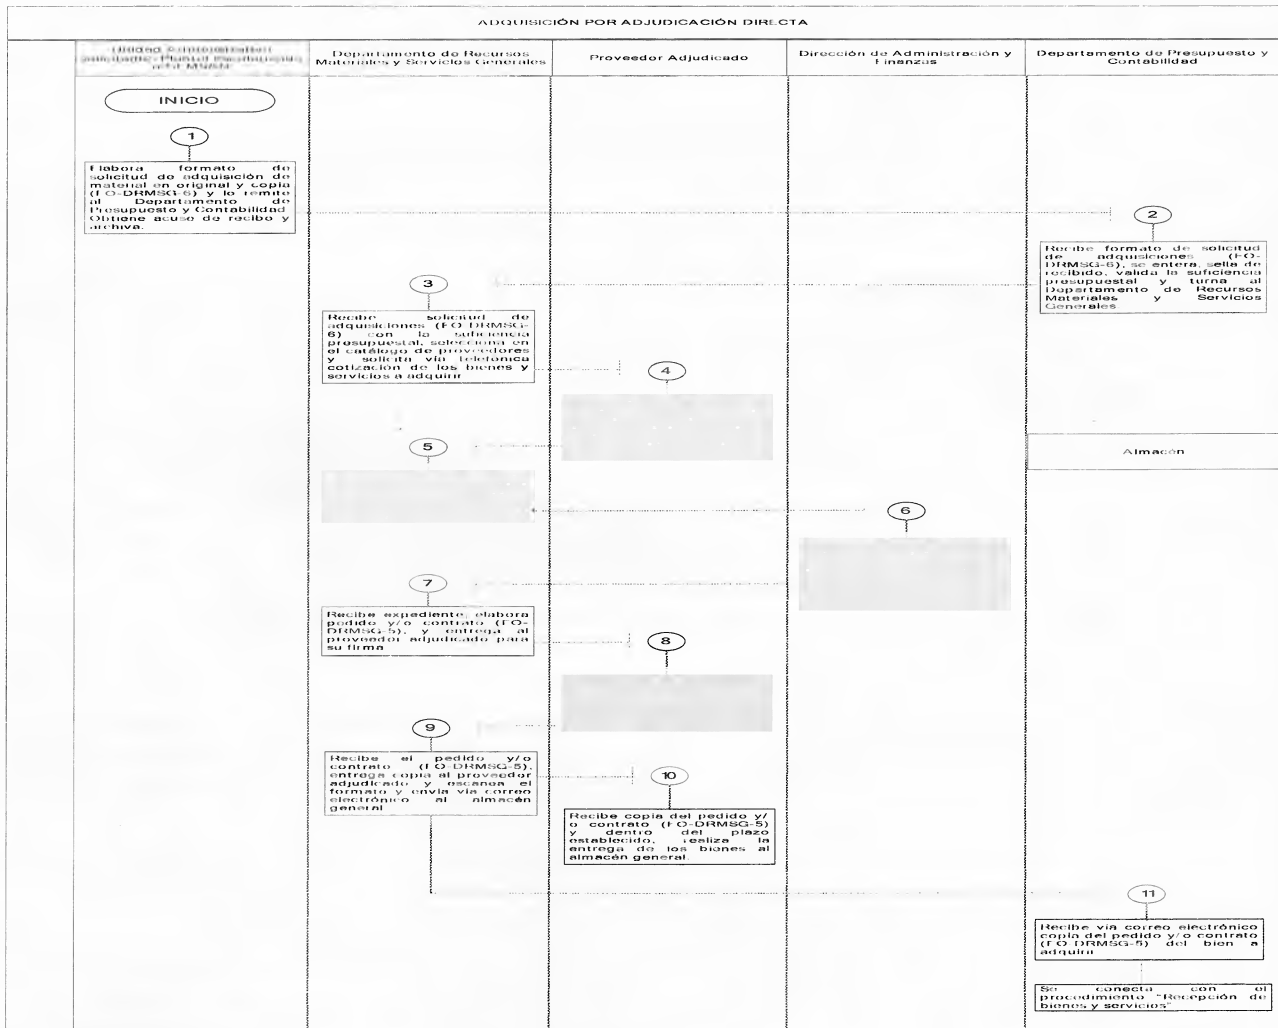 ADQUISICIÓN POR ADJUDICACIÓN DIRECTA
Departamento de Recursos
Materiales y Servicios Generales
Proveedor Adjudicado
Dirección de Administración y
Finanzas
Departamento de Presupuesto y
Contabilidad
INICIO
1
Elabora formato de
solicitud de adquisición de
material en original y copia
(FO-DRMSG-6) y lo remite
al Departamento de
Presupuesto y Contabilidad
Obtiene acuse de recibo y
archiva.
2
Recibe formato de solicitud
de adquisiciones (FO-
DRMSG-6), se entera, sella de
recibido, valida la suficiencia
presupuestal y turna al
Departamento de Recursos
Materiales y Servicios
Generales
3
Recibe solicitud de
adquisiciones (FO-DRMSG-
6) con la suficiencia
presupuestal, selecciona en
el catálogo de proveedores
y solicita vía telefónica
cotización de los bienes y
servicios a adquirir
4
5
Almacén
6
7
Recibe expediente, elabora
pedido y/o contrato (FO-
DRMSG-5), y entrega al
proveedor adjudicado para
su firma
8
9
Recibe el pedido y/o
contrato (FO-DRMSG-5),
entrega copia al proveedor
adjudicado y escanea el
formato y envía vía correo
electrónico al almacén
general
10
Recibe copia del pedido y/
o contrato (FO-DRMSG-5)
y dentro del plazo
establecido, realiza la
entrega de los bienes al
almacén general.
11
Recibe vía correo electrónico
copia del pedido y/o contrato
(FO-DRMSG-5) del bien a
adquirir
Se conecta con el
procedimiento "Recepción de
bienes y servicios"